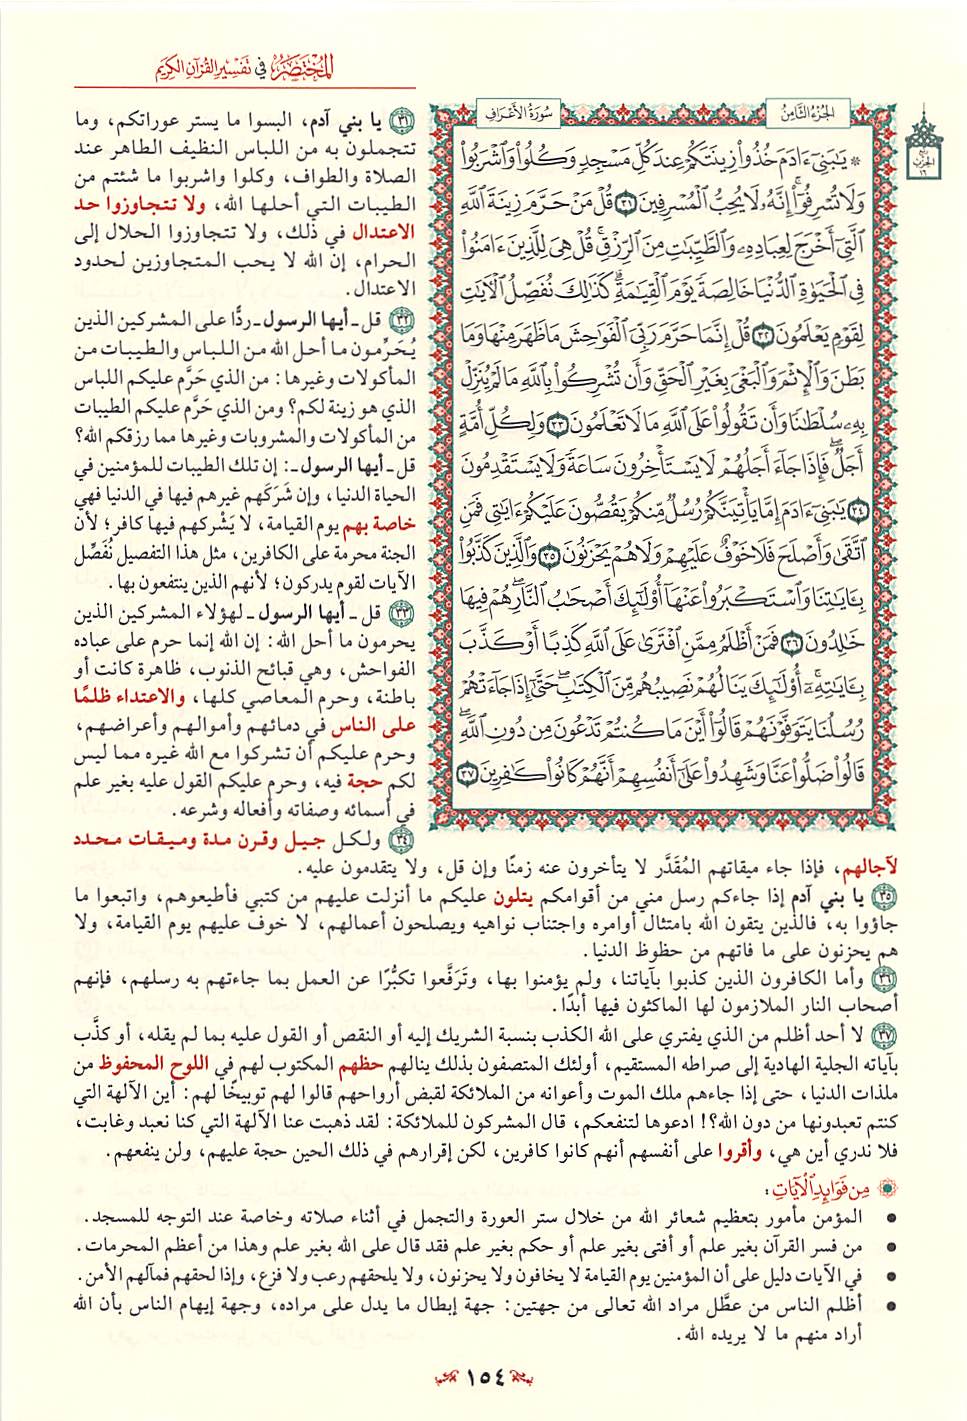 المختصر في تفسير القرآن الكريم
الجزء الثامن
سورة الأعراف
ربع
الحزب
١٦
* يَٰبَنِيٓ ءَادَمَ خُذُواْ زِينَتَكُمۡ عِندَ كُلِّ مَسۡجِدٖ وَكُلُواْ وَٱشۡرَبُواْ
وَلَا تُسۡرِفُوٓاْۚ إِنَّهُۥ لَا يُحِبُّ ٱلۡمُسۡرِفِينَ ٣١ قُلۡ مَنۡ حَرَّمَ زِينَةَ ٱللَّهِ
ٱلَّتِيٓ أَخۡرَجَ لِعِبَادِهِۦ وَٱلطَّيِّبَٰتِ مِنَ ٱلرِّزۡقِۚ قُلۡ هِيَ لِلَّذِينَ ءَامَنُواْ
فِي ٱلۡحَيَوٰةِ ٱلدُّنۡيَا خَالِصَةٗ يَوۡمَ ٱلۡقِيَٰمَةِۗ كَذَٰلِكَ نُفَصِّلُ ٱلۡأٓيَٰتِ
لِقَوۡمٖ يَعۡلَمُونَ ٣٢ قُلۡ إِنَّمَا حَرَّمَ رَبِّيَ ٱلۡفَوَٰحِشَ مَا ظَهَرَ مِنۡهَا وَمَا
بَطَنَ وَٱلۡإِثۡمَ وَٱلۡبَغۡيَ بِغَيۡرِ ٱلۡحَقِّ وَأَن تُشۡرِكُواْ بِٱللَّهِ مَا لَمۡ يُنَزِّلۡ
بِهِۦ سُلۡطَٰنٗا وَأَن تَقُولُواْ عَلَى ٱللَّهِ مَا لَا تَعۡلَمُونَ ٣٣ وَلِكُلِّ أُمَّةٍ
أَجَلٞۖ فَإِذَا جَآءَ أَجَلُهُمۡ لَا يَسۡتَأۡخِرُونَ سَاعَةٗ وَلَا يَسۡتَقۡدِمُونَ
٣٤ يَٰبَنِيٓ ءَادَمَ إِمَّا يَأۡتِيَنَّكُمۡ رُسُلٞ مِّنكُمۡ يَقُصُّونَ عَلَيۡكُمۡ ءَايَٰتِي فَمَنِ
ٱتَّقَىٰ وَأَصۡلَحَ فَلَا خَوۡفٌ عَلَيۡهِمۡ وَلَا هُمۡ يَحۡزَنُونَ ٣٥ وَٱلَّذِينَ كَذَّبُواْ
بِـَٔايَٰتِنَا وَٱسۡتَكۡبَرُواْ عَنۡهَآ أُوْلَٰٓئِكَ أَصۡحَٰبُ ٱلنَّارِۖ هُمۡ فِيهَا
خَٰلِدُونَ ٣٦ فَمَنۡ أَظۡلَمُ مِمَّنِ ٱفۡتَرَىٰ عَلَى ٱللَّهِ كَذِبًا أَوۡ كَذَّبَ
بِـَٔايَٰتِهِۦٓۚ أُوْلَٰٓئِكَ يَنَالُهُمۡ نَصِيبُهُم مِّنَ ٱلۡكِتَٰبِۖ حَتَّىٰٓ إِذَا جَآءَتۡهُمۡ
رُسُلُنَا يَتَوَفَّوۡنَهُمۡ قَالُوٓاْ أَيۡنَ مَا كُنتُمۡ تَدۡعُونَ مِن دُونِ ٱللَّهِۖ
قَالُواْ ضَلُّواْ عَنَّا وَشَهِدُواْ عَلَىٰٓ أَنفُسِهِمۡ أَنَّهُمۡ كَانُواْ كَٰفِرِينَ ٣٧
٣١ يا بني آدم، البسوا ما يستر عوراتكم، وما
تتجملون به من اللباس النظيف الطاهر عند
الصلاة والطواف، وكلوا واشربوا ما شئتم من
الطيبات التي أحلها الله، ولا تتجاوزوا حد
الاعتدال في ذلك، ولا تتجاوزوا الحلال إلى
الحرام، إن الله لا يحب المتجاوزين لحدود
الاعتدال.
٣٢ قل ـ أيها الرسول ـ ردًّا على المشركين الذين
يُحَرِّمون ما أحل الله من اللباس والطيبات من
المأكولات وغيرها: من الذي حَرَّم عليكم اللباس
الذي هو زينة لكم؟ ومن الذي حَرَّم عليكم الطيبات
من المأكولات والمشروبات وغيرها مما رزقكم الله؟
قل ـ أيها الرسول ـ: إن تلك الطيبات للمؤمنين في
الحياة الدنيا، وإن شَرَكَهم غيرهم فيها في الدنيا فهي
خاصة بهم يوم القيامة، لا يَشْركهم فيها كافر؛ لأن
الجنة محرمة على الكافرين، مثل هذا التفصيل نُفَصِّل
الآيات لقوم يدركون؛ لأنهم الذين ينتفعون بها.
٣٣ قل ـ أيها الرسول ـ لهؤلاء المشركين الذين
يحرمون ما أحل الله: إن الله إنما حرم على عباده
الفواحش، وهي قبائح الذنوب، ظاهرة كانت أو
باطنة، وحرم المعاصي كلها، والاعتداء ظلمًا
على الناس في دمائهم وأموالهم وأعراضهم،
وحرم عليكم أن تشركوا مع الله غيره مما ليس
لكم حجة فيه، وحرم عليكم القول عليه بغير علم
في أسمائه وصفاته وأفعاله وشرعه.
٣٤ ولكل جيل وقرن مدة وميقات محدد
لآجالهم، فإذا جاء ميقاتهم المُقَدَّر لا يتأخرون عنه زمنًا وإن قل، ولا يتقدمون عليه.
٣٥ يا بني آدم إذا جاءكم رسل مني من أقوامكم يتلون عليكم ما أنزلت عليهم من كتبي فأطيعوهم، واتبعوا ما
جاؤوا به، فالذين يتقون الله بامتثال أوامره واجتناب نواهيه ويصلحون أعمالهم، لا خوف عليهم يوم القيامة، ولا
هم يحزنون على ما فاتهم من حظوظ الدنيا.
٣٦ وأما الكافرون الذين كذبوا بآياتنا، ولم يؤمنوا بها، وتَرَفَّعوا تكبُّرًا عن العمل بما جاءتهم به رسلهم، فإنهم
أصحاب النار الملازمون لها الماكثون فيها أبدًا.
٣٧ لا أحد أظلم من الذي يفتري على الله الكذب بنسبة الشريك إليه أو النقص أو القول عليه بما لم يقله، أو كذَّب
بآياته الجلية الهادية إلى صراطه المستقيم، أولئك المتصفون بذلك ينالهم حظهم المكتوب لهم في اللوح المحفوظ من
ملذات الدنيا، حتى إذا جاءهم ملك الموت وأعوانه من الملائكة لقبض أرواحهم قالوا لهم توبيخًا لهم: أين الآلهة التي
كنتم تعبدونها من دون الله؟! ادعوها لتنفعكم، قال المشركون للملائكة: لقد ذهبت عنا الآلهة التي كنا نعبد وغابت،
فلا ندري أين هي، وأقروا على أنفسهم أنهم كانوا كافرين، لكن إقرارهم في ذلك الحين حجة عليهم، ولن ينفعهم.
من فوائد الآيات:
• المؤمن مأمور بتعظيم شعائر الله من خلال ستر العورة والتجمل في أثناء صلاته وخاصة عند التوجه للمسجد.
• من فسر القرآن بغير علم أو أفتى بغير علم أو حكم بغير علم فقد قال على الله بغير علم وهذا من أعظم المحرمات.
• في الآيات دليل على أن المؤمنين يوم القيامة لا يخافون ولا يحزنون، ولا يلحقهم رعب ولا فزع، وإذا لحقهم فمآلهم الأمن.
• أظلم الناس من عطَّل مراد الله تعالى من جهتين: جهة إبطال ما يدل على مراده، وجهة إيهام الناس بأن الله
أراد منهم ما لا يريده الله.
١٥٤